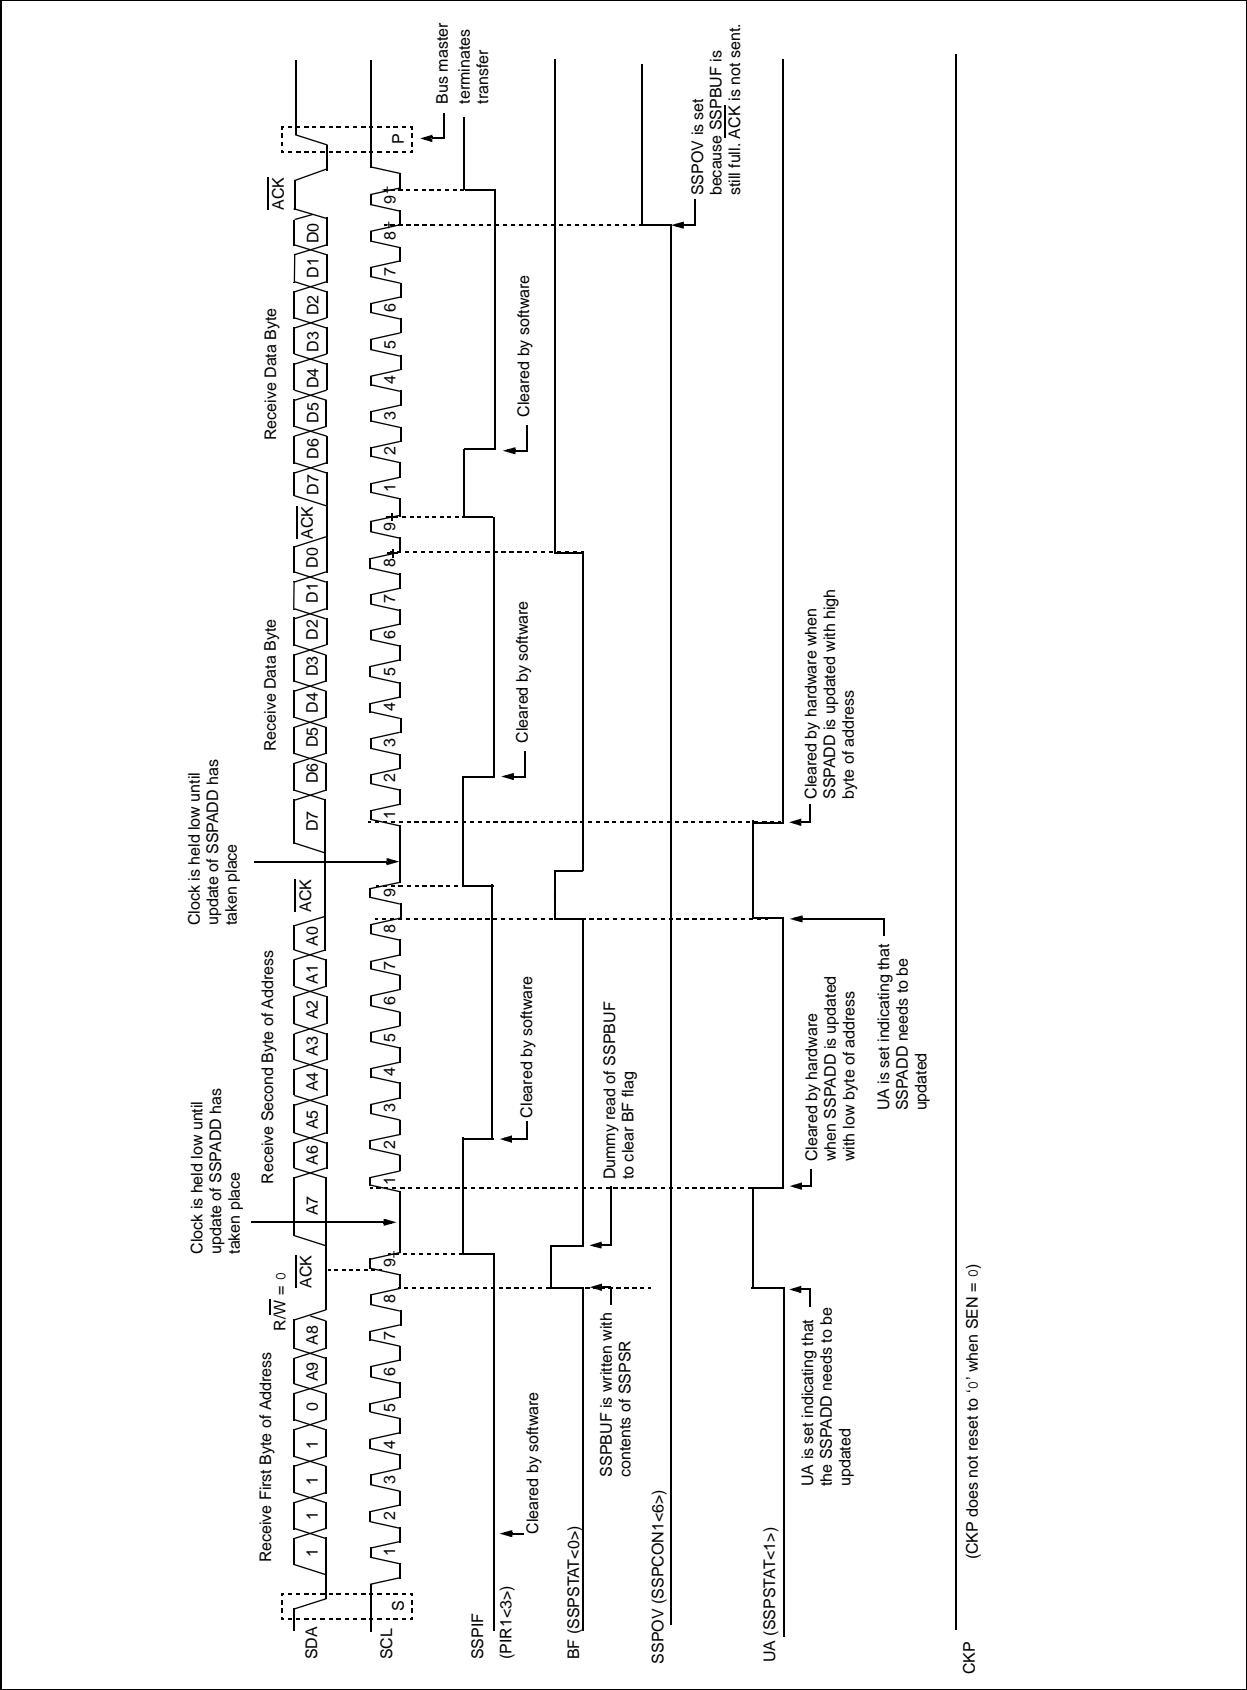 Receive First Byte of Address
R/W = 0
Clock is held low until
update of SSPADD has
taken place
Receive Second Byte of Address
Clock is held low until
update of SSPADD has
taken place
Receive Data Byte
Receive Data Byte
SDA
1 1 1 1 0 A9 A8 ACK A7 A6 A5 A4 A3 A2 A1 A0 ACK D7 D6 D5 D4 D3 D2 D1 D0 ACK D7 D6 D5 D4 D3 D2 D1 D0 ACK
SCL
S 1 2 3 4 5 6 7 8 9 1 2 3 4 5 6 7 8 9 1 2 3 4 5 6 7 8 9 1 2 3 4 5 6 7 8 9 P
Bus master
terminates
transfer
SSPIF
(PIR1<3>)
Cleared by software
Cleared by software
Cleared by software
Cleared by software
BF (SSPSTAT<0>)
SSPBUF is written with
contents of SSPSR
Dummy read of SSPBUF
to clear BF flag
SSPOV (SSPCON1<6>)
SSPOV is set
because SSPBUF is
still full. ACK is not sent.
UA (SSPSTAT<1>)
UA is set indicating that
the SSPADD needs to be
updated
Cleared by hardware
when SSPADD is updated
with low byte of address
UA is set indicating that
SSPADD needs to be
updated
Cleared by hardware when
SSPADD is updated with high
byte of address
CKP
(CKP does not reset to ‘0’ when SEN = 0)